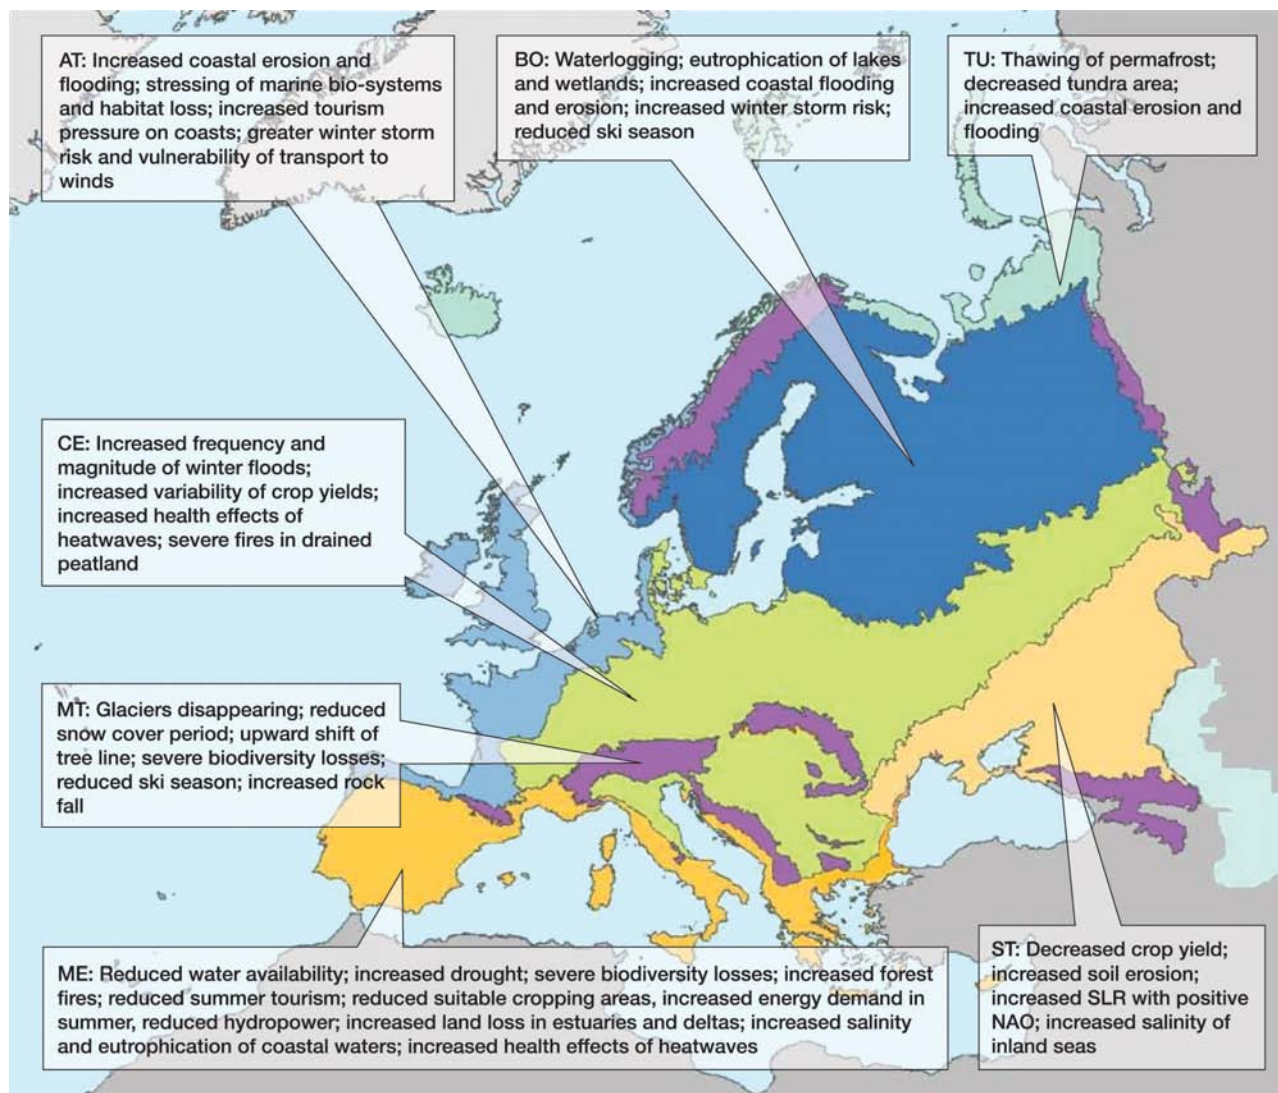 AT: Increased coastal erosion and
flooding; stressing of marine bio-systems
and habitat loss; increased tourism
pressure on coasts; greater winter storm
risk and vulnerability of transport to
winds
BO: Waterlogging; eutrophication of lakes
and wetlands; increased coastal flooding
and erosion; increased winter storm risk;
reduced ski season
TU: Thawing of permafrost;
decreased tundra area;
increased coastal erosion and
flooding
CE: Increased frequency and
magnitude of winter floods;
increased variability of crop yields;
increased health effects of
heatwaves; severe fires in drained
peatland
MT: Glaciers disappearing; reduced
snow cover period; upward shift of
tree line; severe biodiversity losses;
reduced ski season; increased rock
fall
ME: Reduced water availability; increased drought; severe biodiversity losses; increased forest
fires; reduced summer tourism; reduced suitable cropping areas, increased energy demand in
summer, reduced hydropower; increased land loss in estuaries and deltas; increased salinity
and eutrophication of coastal waters; increased health effects of heatwaves
ST: Decreased crop yield;
increased soil erosion;
increased SLR with positive
NAO; increased salinity of
inland seas